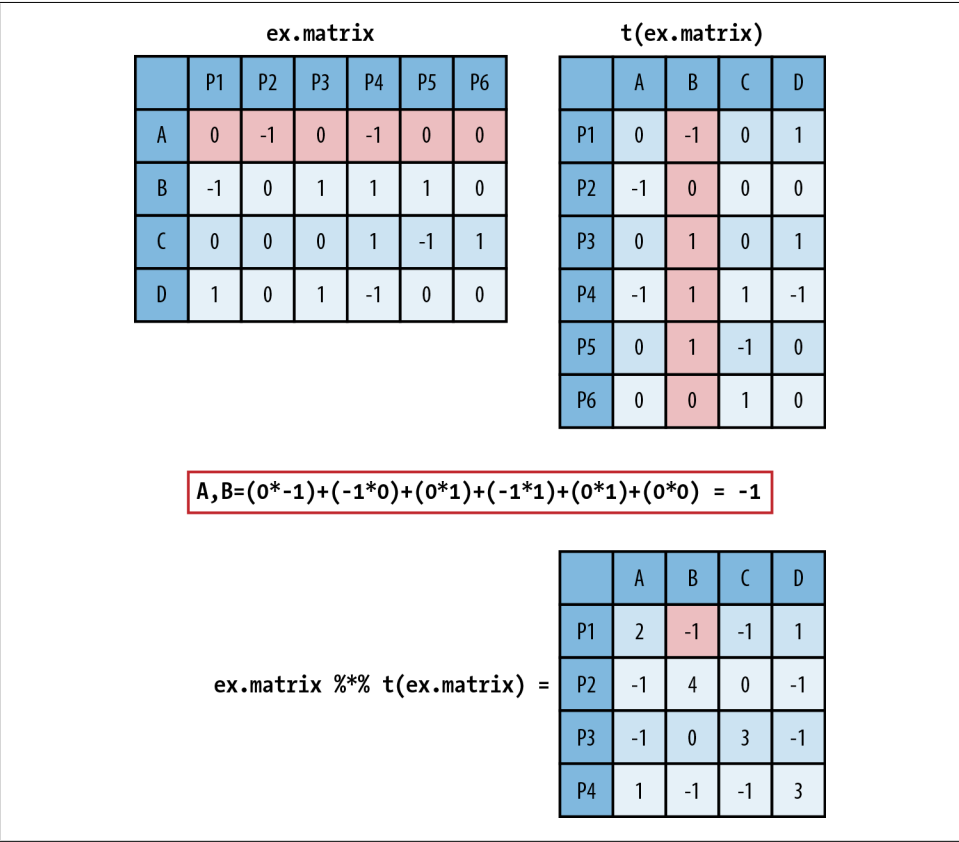 ex.matrix
P1 P2 P3 P4 P5 P6
A 0 -1 0 -1 0 0
B -1 0 1 1 1 0
C 0 0 0 1 -1 1
D 1 0 1 -1 0 0
t(ex.matrix)
A B C D
P1 0 -1 0 1
P2 -1 0 0 0
P3 0 1 0 1
P4 -1 1 1 -1
P5 0 1 -1 0
P6 0 0 1 0
A,B=(0*-1)+(-1*0)+(0*1)+(-1*1)+(0*1)+(0*0) = -1
ex.matrix %*% t(ex.matrix) =
A B C D
P1 2 -1 -1 1
P2 -1 4 0 -1
P3 -1 0 3 -1
P4 1 -1 -1 3